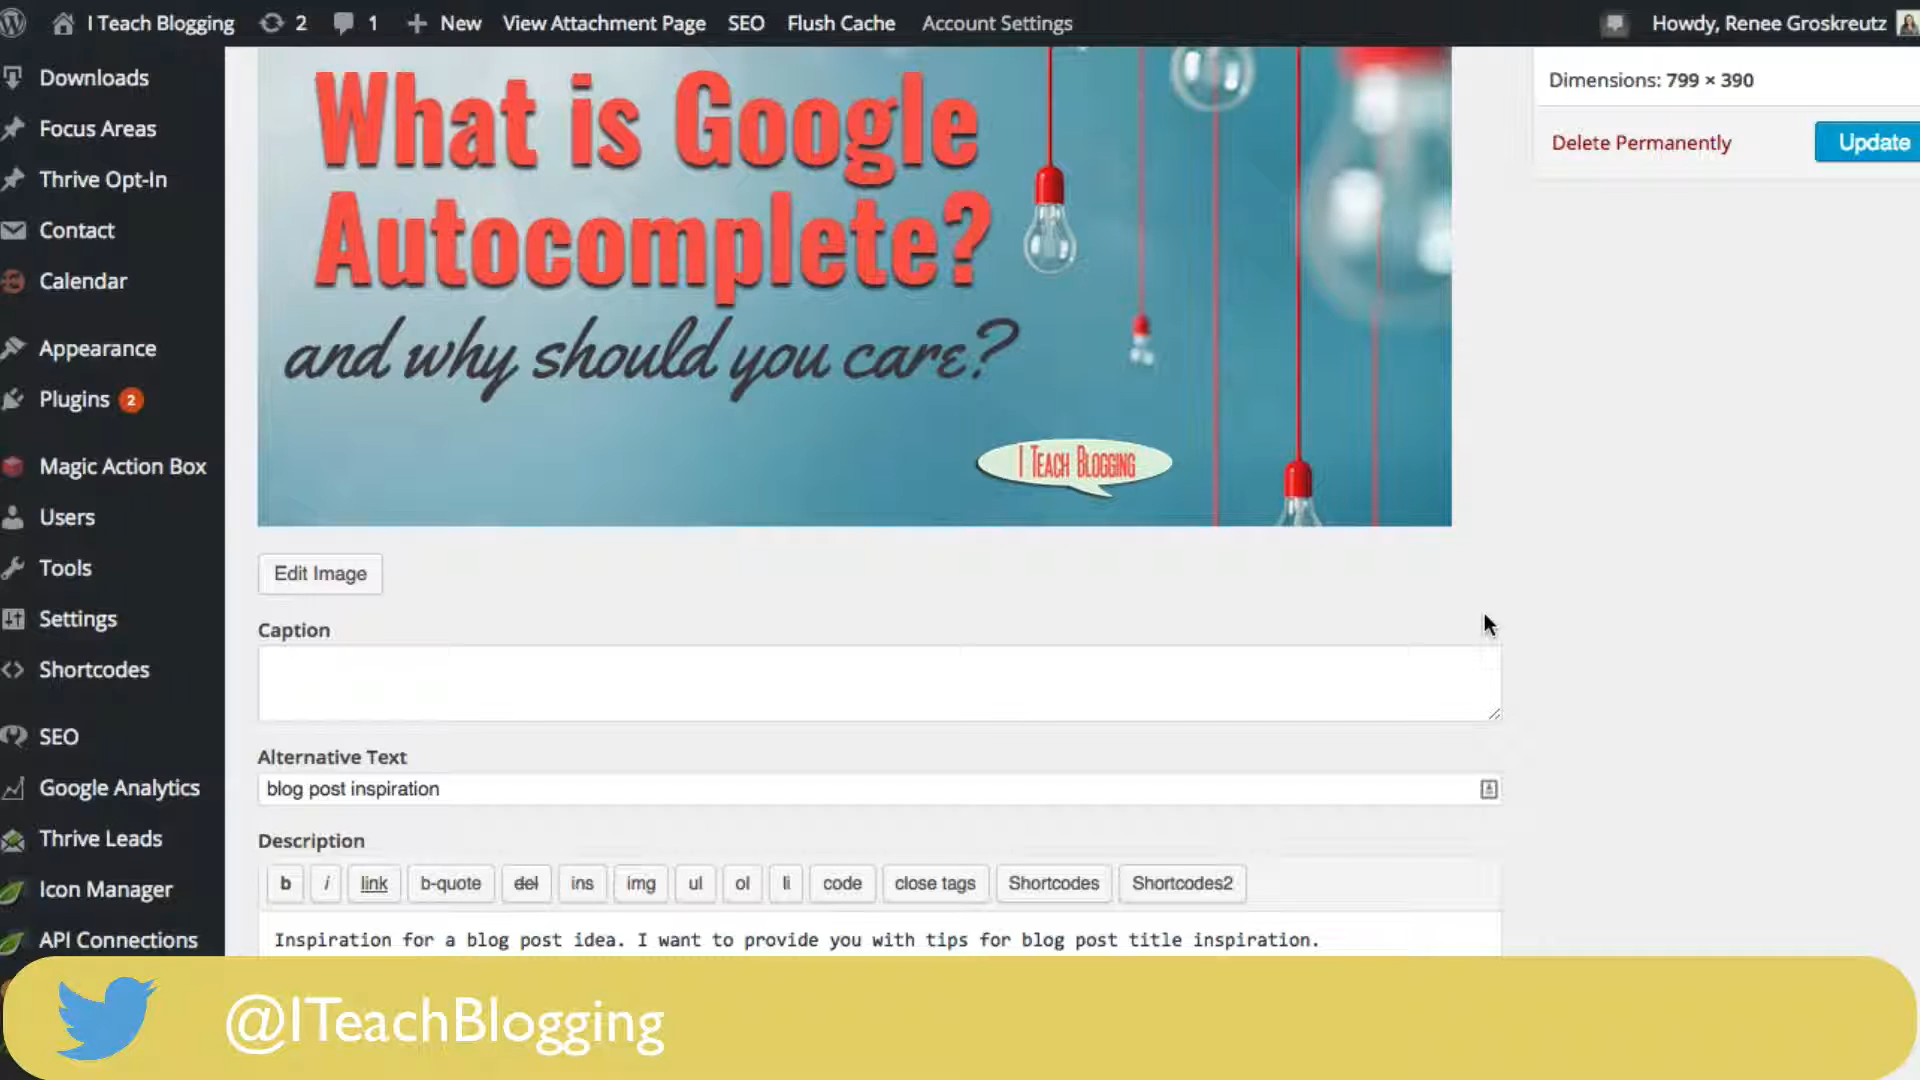 I Teach Blogging 2 1 New View Attachment Page SEO Flush Cache Account Settings Howdy, Renee Groskreutz
Downloads
Focus Areas
Thrive Opt-In
Contact
Calendar
Appearance
Plugins 2
Magic Action Box
Users
Tools
Settings
Shortcodes
SEO
Google Analytics
Thrive Leads
Icon Manager
API Connections
What is Google
Autocomplete?
and why should you care?
I TEACH BLOGGING
Dimensions: 799 × 390
Delete Permanently Update
Edit Image
Caption
Alternative Text
blog post inspiration
Description
b i link b-quote del ins img ul ol li code close tags Shortcodes Shortcodes2
Inspiration for a blog post idea. I want to provide you with tips for blog post title inspiration.
@ITeachBlogging